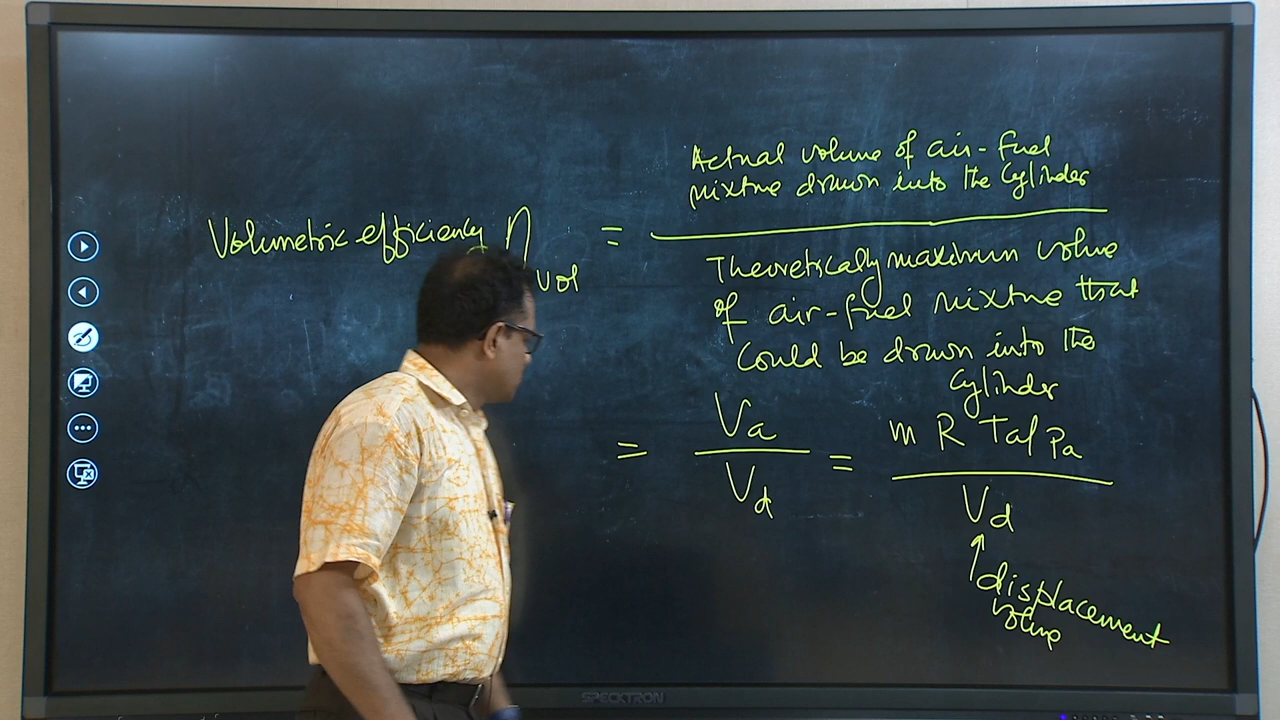 Actual volume of air-fuel
mixture drawn into the Cylinder
Volumetric efficiency η vol =
Theoretically maximum volume
of air-fuel mixture that
Could be drawn into the
Cylinder
= Va / Vd = m R Ta/Pa / Vd
↑
displacement
volume
SPECKTRON